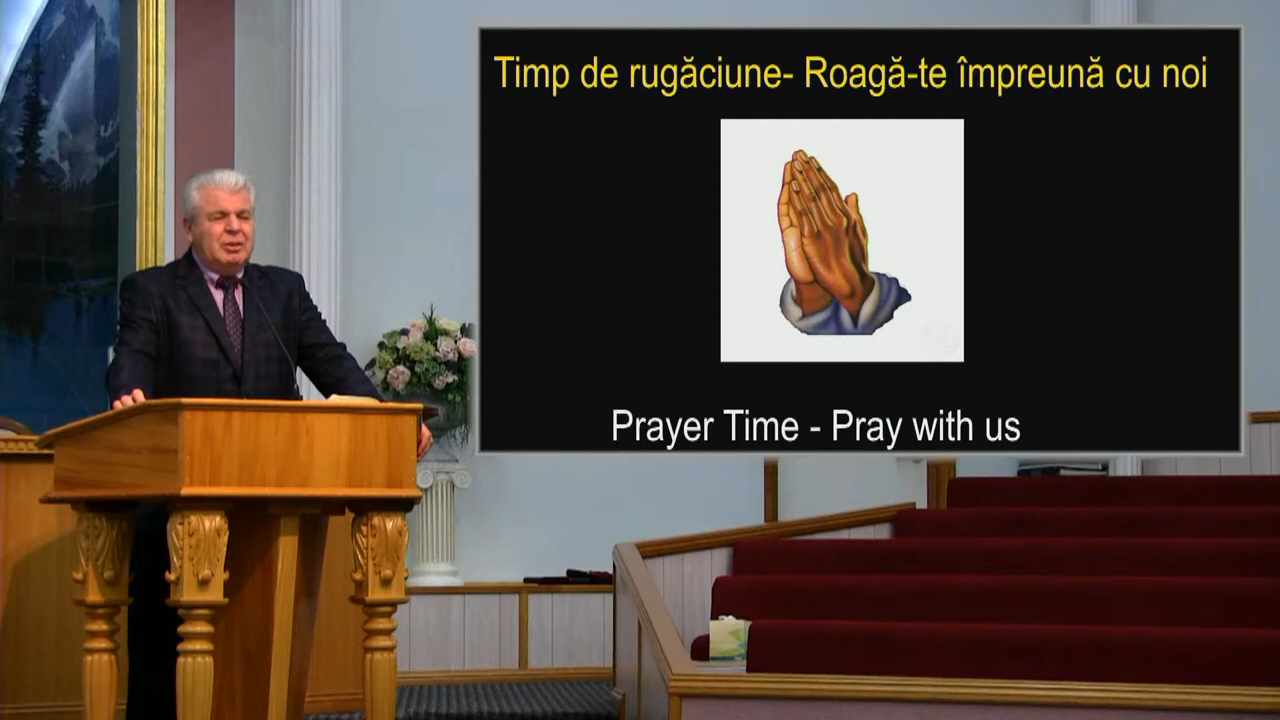 Timp de rugăciune- Roagă-te împreună cu noi
Prayer Time - Pray with us